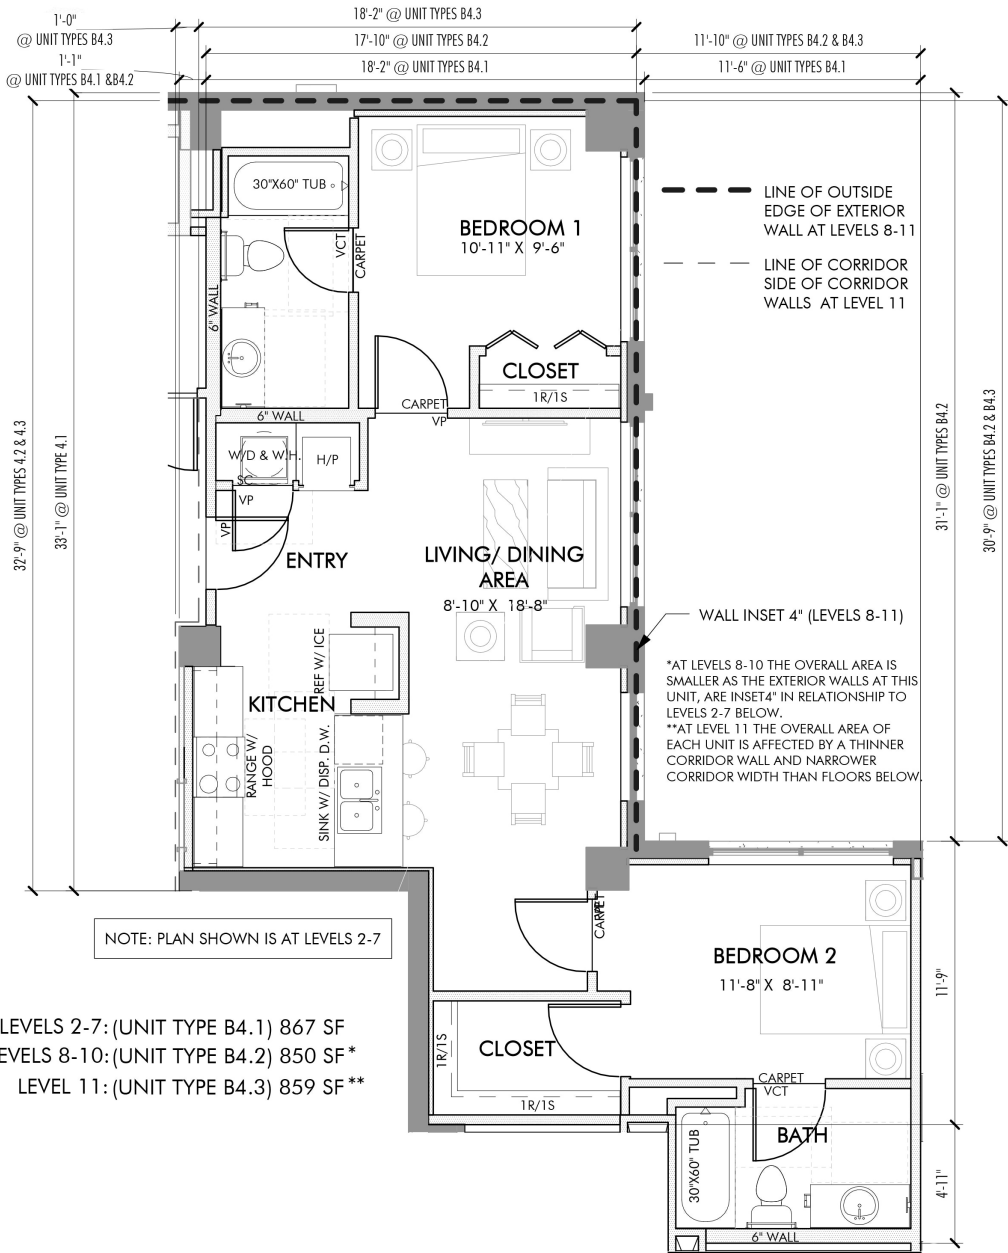 18'-2" @ UNIT TYPES B4.3
1'-0"
@ UNIT TYPES B4.3
17'-10" @ UNIT TYPES B4.2
11'-10" @ UNIT TYPES B4.2 & B4.3
1'-1"
@ UNIT TYPES B4.1 &B4.2
18'-2" @ UNIT TYPES B4.1
11'-6" @ UNIT TYPES B4.1
32'-9" @ UNIT TYPES 4.2 & 4.3
33'-1" @ UNIT TYPE 4.1
31'-1" @ UNIT TYPES B4.2
30'-9" @ UNIT TYPES B4.2 & B4.3
30"X60" TUB
VCT
CARPET
6" WALL
BEDROOM 1
10'-11" X 9'-6"
LINE OF OUTSIDE
EDGE OF EXTERIOR
WALL AT LEVELS 8-11
LINE OF CORRIDOR
SIDE OF CORRIDOR
WALLS AT LEVEL 11
CLOSET
1R/1S
CARPET
VP
6" WALL
W/D & W.H.
H/P
SC
VP
VP
ENTRY
LIVING/ DINING
AREA
8'-10" X 18'-8"
WALL INSET 4" (LEVELS 8-11)
REF W/ ICE
KITCHEN
RANGE W/
HOOD
SINK W/ DISP. D.W.
*AT LEVELS 8-10 THE OVERALL AREA IS
SMALLER AS THE EXTERIOR WALLS AT THIS
UNIT, ARE INSET4" IN RELATIONSHIP TO
LEVELS 2-7 BELOW.
**AT LEVEL 11 THE OVERALL AREA OF
EACH UNIT IS AFFECTED BY A THINNER
CORRIDOR WALL AND NARROWER
CORRIDOR WIDTH THAN FLOORS BELOW.
NOTE: PLAN SHOWN IS AT LEVELS 2-7
CARPET
BEDROOM 2
11'-8" X 8'-11"
11'-9"
LEVELS 2-7: (UNIT TYPE B4.1) 867 SF
EVELS 8-10: (UNIT TYPE B4.2) 850 SF*
LEVEL 11: (UNIT TYPE B4.3) 859 SF**
1R/1S
CLOSET
1R/1S
CARPET
VCT
BATH
30"X60" TUB
4'-11"
6" WALL